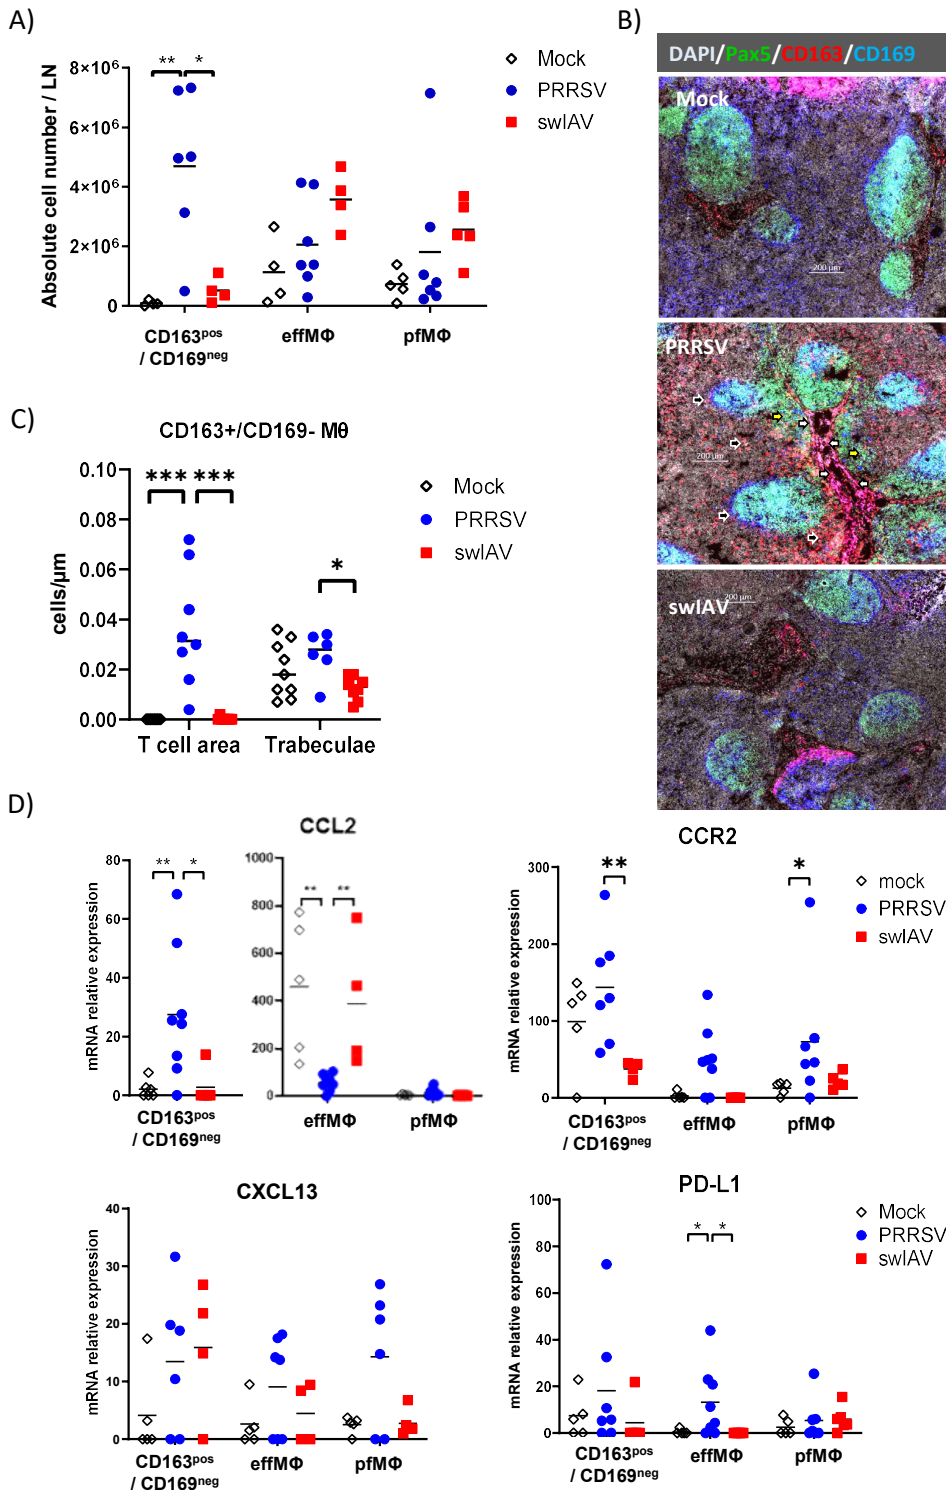 A)
8×10⁶
6×10⁶
4×10⁶
2×10⁶
0
Absolute cell number / LN
** *
Mock
PRRSV
swIAV
CD163pos / CD169neg
effMΦ
pfMΦ
B)
DAPI/Pax5/CD163/CD169
Mock
200 µm
PRRSV
200 µm
swIAV
200 µm
C)
CD163+/CD169- Mθ
0.10
0.08
0.06
0.04
0.02
0.00
cells/µm
*** ***
*
Mock
PRRSV
swIAV
T cell area
Trabeculae
D)
CCL2
80
60
40
20
0
mRNA relative expression
** *
CD163pos / CD169neg
1000
800
600
400
200
0
** **
effMΦ
pfMΦ
CCR2
300
200
100
0
mRNA relative expression
**
*
mock
PRRSV
swIAV
CD163pos / CD169neg
effMΦ
pfMΦ
CXCL13
40
30
20
10
0
mRNA relative expression
CD163pos / CD169neg
effMΦ
pfMΦ
PD-L1
100
80
60
40
20
0
mRNA relative expression
* *
Mock
PRRSV
swIAV
CD163pos / CD169neg
effMΦ
pfMΦ